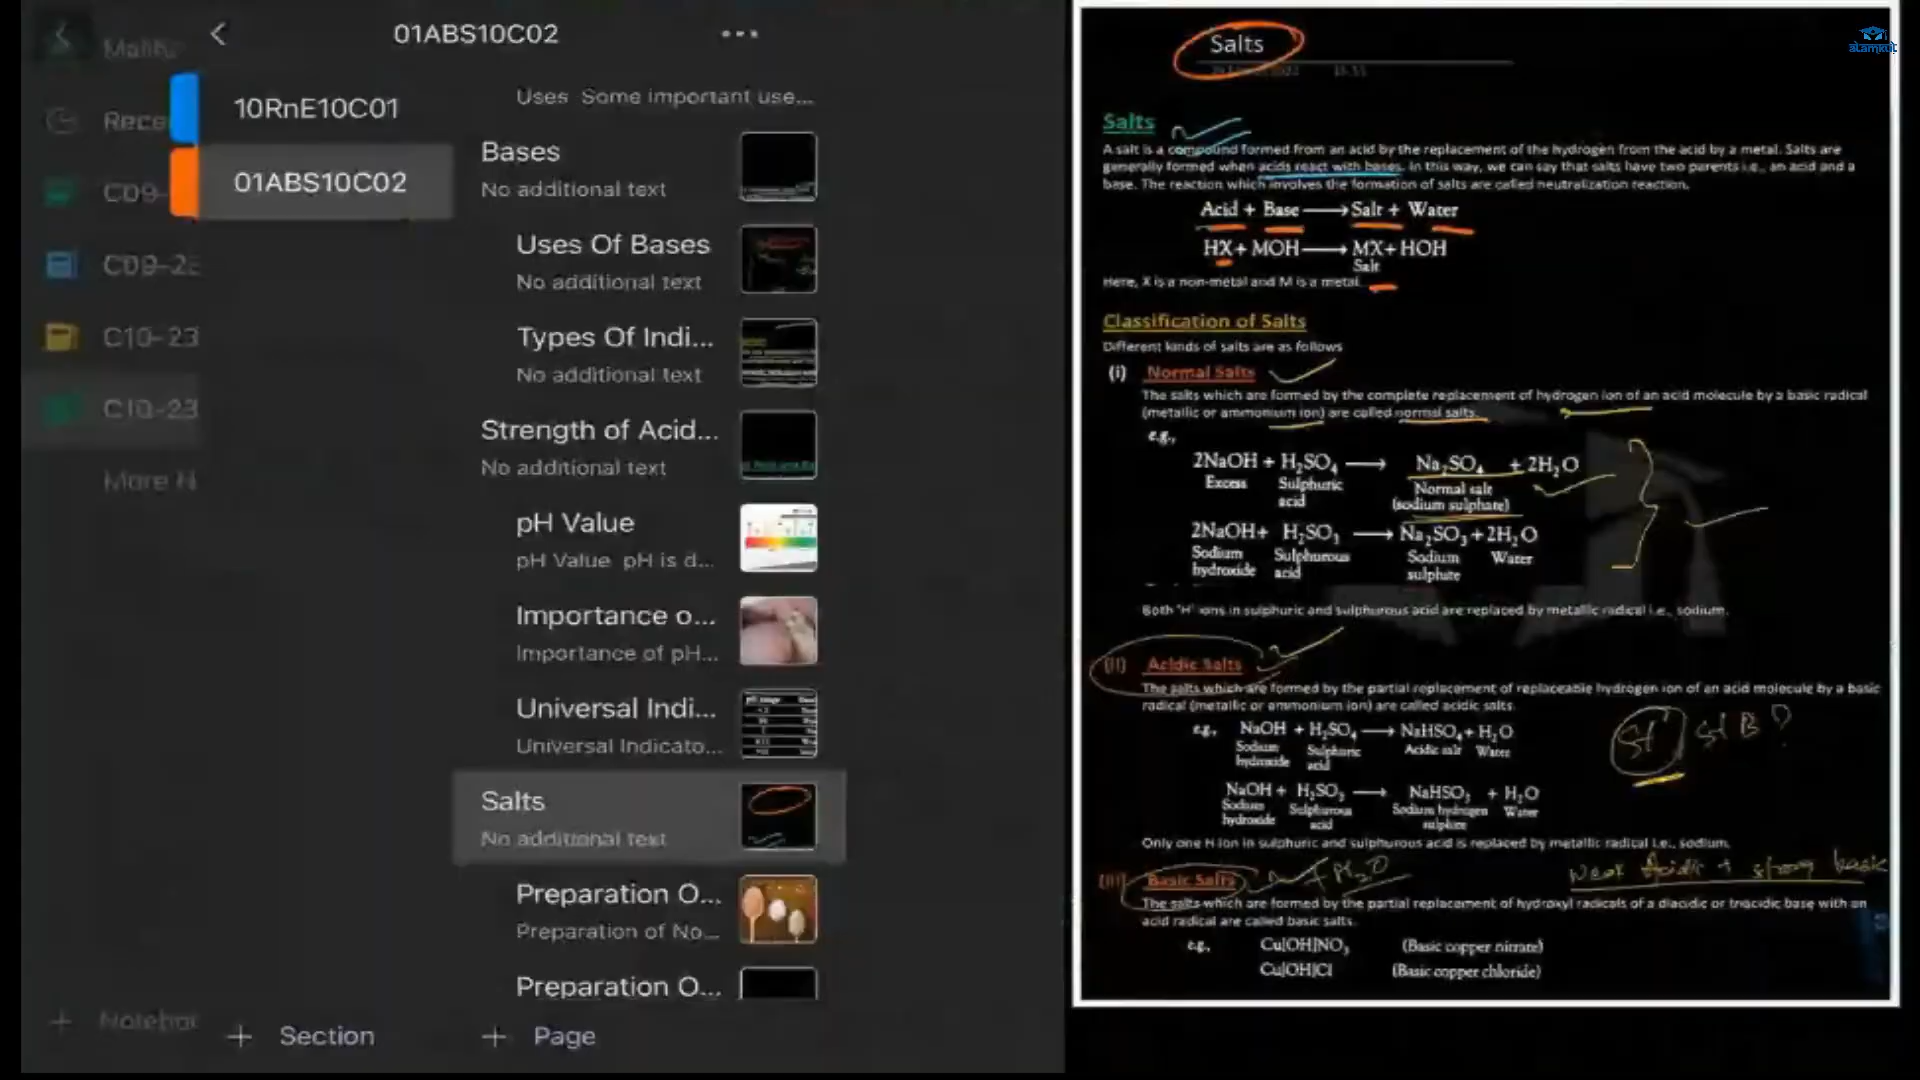 01ABS10C02
Rece
10RnE10C01
01ABS10C02
C09-
C09-2
C10-23
C10-23
More N
+ Section
+ Page
Uses Some important use...
Bases
No additional text
Uses Of Bases
No additional text
Types Of Indi...
No additional text
Strength of Acid...
No additional text
pH Value
pH Value pH is d...
Importance o...
Importance of pH...
Universal Indi...
Universal Indicato...
Salts
No additional text
Preparation O...
Preparation of No...
Preparation O...
Salts
alamkut
Salts
A salt is a compound formed from an acid by the replacement of the hydrogen from the acid by a metal. Salts are
generally formed when acids react with bases. In this way, we can say that salts have two parents i.e., an acid and a
base. The reaction which involves the formation of salts are called neutralization reaction.
Acid + Base ⟶ Salt + Water
HX + MOH ⟶ MX + HOH
Salt
Here, X is a non-metal and M is a metal.
Classification of Salts
Different kinds of salts are as follows
(i) Normal Salts
The salts which are formed by the complete replacement of hydrogen ion of an acid molecule by a basic radical
(metallic or ammonium ion) are called normal salts.
e.g.,
2NaOH + H₂SO₄ ⟶ Na₂SO₄ + 2H₂O
Excess Sulphuric Normal salt
acid (sodium sulphate)
2NaOH + H₂SO₃ ⟶ Na₂SO₃ + 2H₂O
Sodium Sulphurous Sodium Water
hydroxide acid sulphite
Both 'H' ions in sulphuric and sulphurous acid are replaced by metallic radical i.e., sodium.
(ii) Acidic Salts
The salts which are formed by the partial replacement of replaceable hydrogen ion of an acid molecule by a basic
radical (metallic or ammonium ion) are called acidic salts.
e.g., NaOH + H₂SO₄ ⟶ NaHSO₄ + H₂O
Sodium Sulphuric Acidic salt Water
hydroxide acid
St St B ?
NaOH + H₂SO₃ ⟶ NaHSO₃ + H₂O
Sodium Sulphurous Sodium hydrogen Water
hydroxide acid sulphite
Only one H ion in sulphuric and sulphurous acid is replaced by metallic radical i.e., sodium.
(iii) Basic Salts + H₂O Weak Acidic + strong basic
The salts which are formed by the partial replacement of hydroxyl radicals of a diacidic or triacidic base with an
acid radical are called basic salts.
e.g., Cu[OH]NO₃ (Basic copper nitrate)
Cu[OH]Cl (Basic copper chloride)